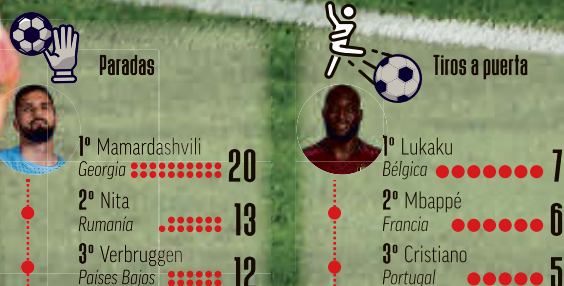 Paradas
1º Mamardashvili
Georgia 20
2º Nita
Rumanía 13
3º Verbruggen
Países Bajos 12
Tiros a puerta
1º Lukaku
Bélgica 7
2º Mbappé
Francia 6
3º Cristiano
Portugal 5